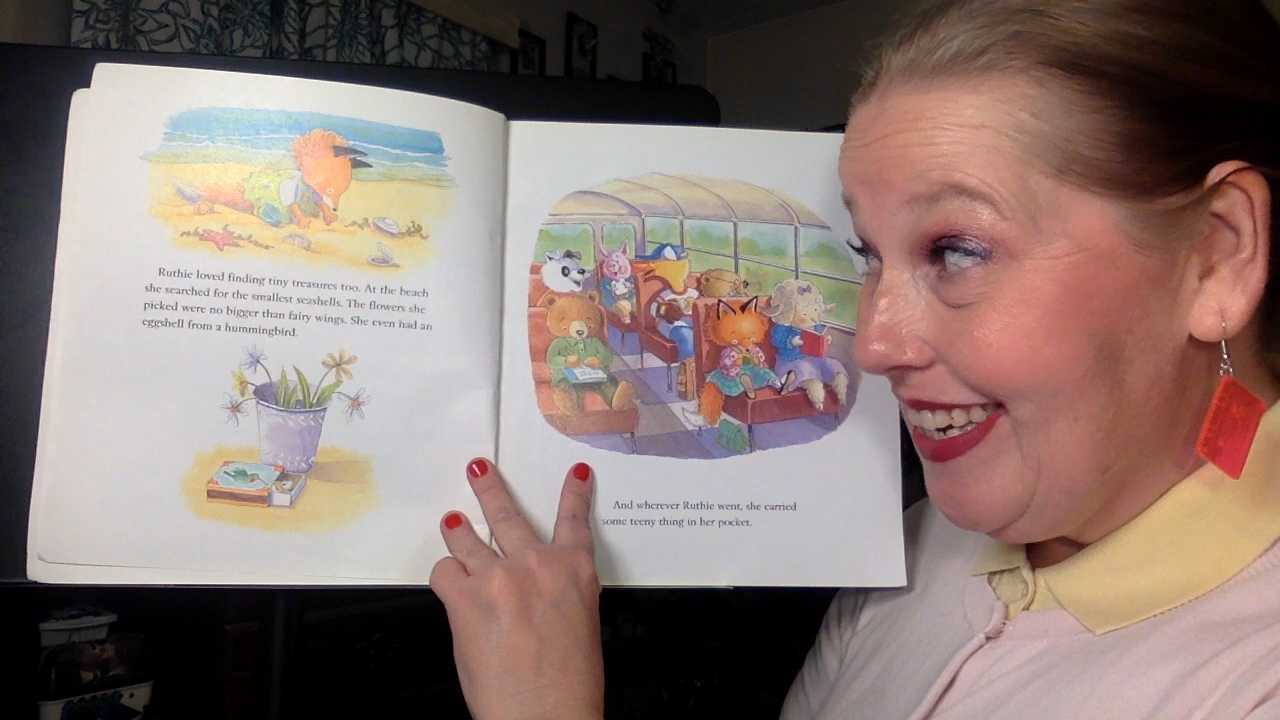 Ruthie loved finding tiny treasures too. At the beach
she searched for the smallest seashells. The flowers she
picked were no bigger than fairy wings. She even had an
eggshell from a hummingbird.
And wherever Ruthie went, she carried
some teeny thing in her pocket.